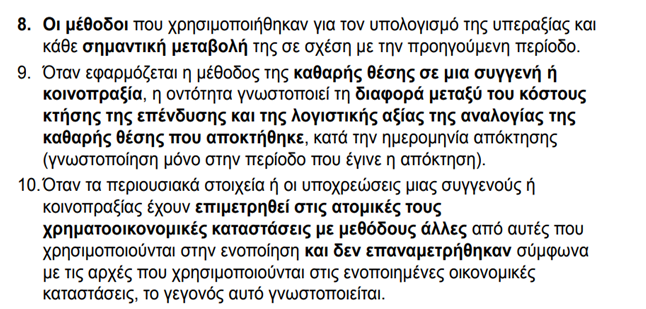 8. Οι μέθοδοι που χρησιμοποιήθηκαν για τον υπολογισμό της υπεραξίας και
κάθε σημαντική μεταβολή της σε σχέση με την προηγούμενη περίοδο.
9. Όταν εφαρμόζεται η μέθοδος της καθαρής θέσης σε μια συγγενή ή
κοινοπραξία, η οντότητα γνωστοποιεί τη διαφορά μεταξύ του κόστους
κτήσης της επένδυσης και της λογιστικής αξίας της αναλογίας της
καθαρής θέσης που αποκτήθηκε, κατά την ημερομηνία απόκτησης
(γνωστοποίηση μόνο στην περίοδο που έγινε η απόκτηση).
10. Όταν τα περιουσιακά στοιχεία ή οι υποχρεώσεις μιας συγγενούς ή
κοινοπραξίας έχουν επιμετρηθεί στις ατομικές τους
χρηματοοικονομικές καταστάσεις με μεθόδους άλλες από αυτές που
χρησιμοποιούνται στην ενοποίηση και δεν επαναμετρήθηκαν σύμφωνα
με τις αρχές που χρησιμοποιούνται στις ενοποιημένες οικονομικές
καταστάσεις, το γεγονός αυτό γνωστοποιείται.